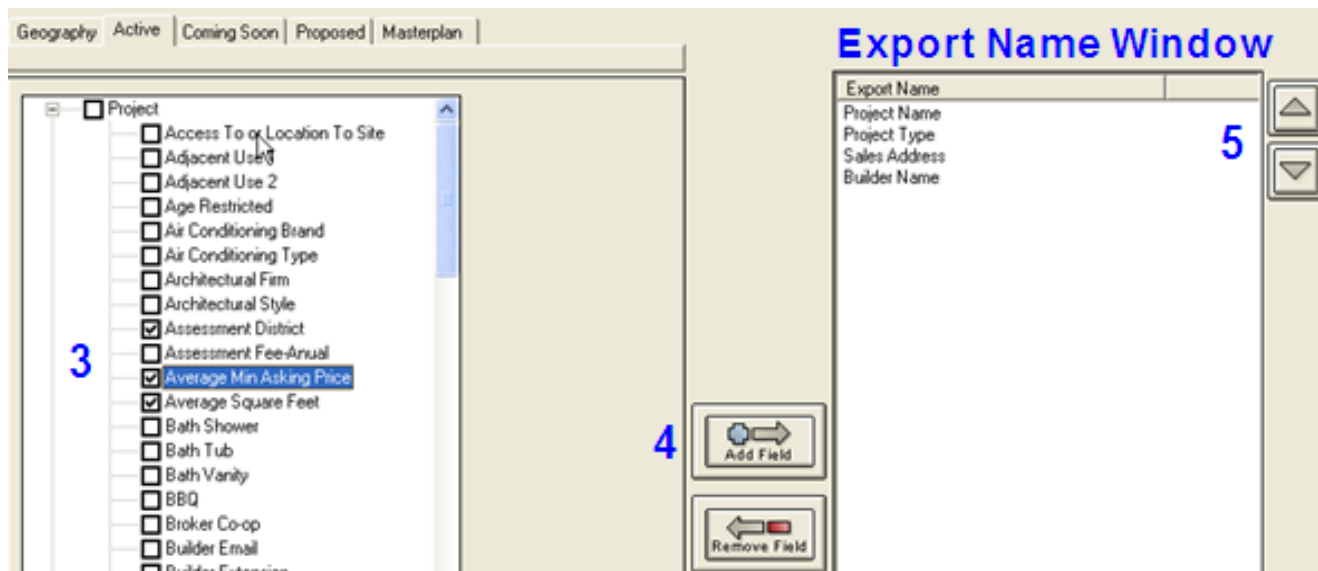 Geography Active Coming Soon Proposed Masterplan
Export Name Window
Project
Access To or Location To Site
Adjacent Use
Adjacent Use 2
Age Restricted
Air Conditioning Brand
Air Conditioning Type
Architectural Firm
Architectural Style
Assessment District
Assessment Fee-Anual
Average Min Asking Price
Average Square Feet
Bath Shower
Bath Tub
Bath Vanity
BBQ
Broker Co-op
Builder Email
Builder Extension
3
4
Add Field
Remove Field
Export Name
Project Name
Project Type
Sales Address
Builder Name
5